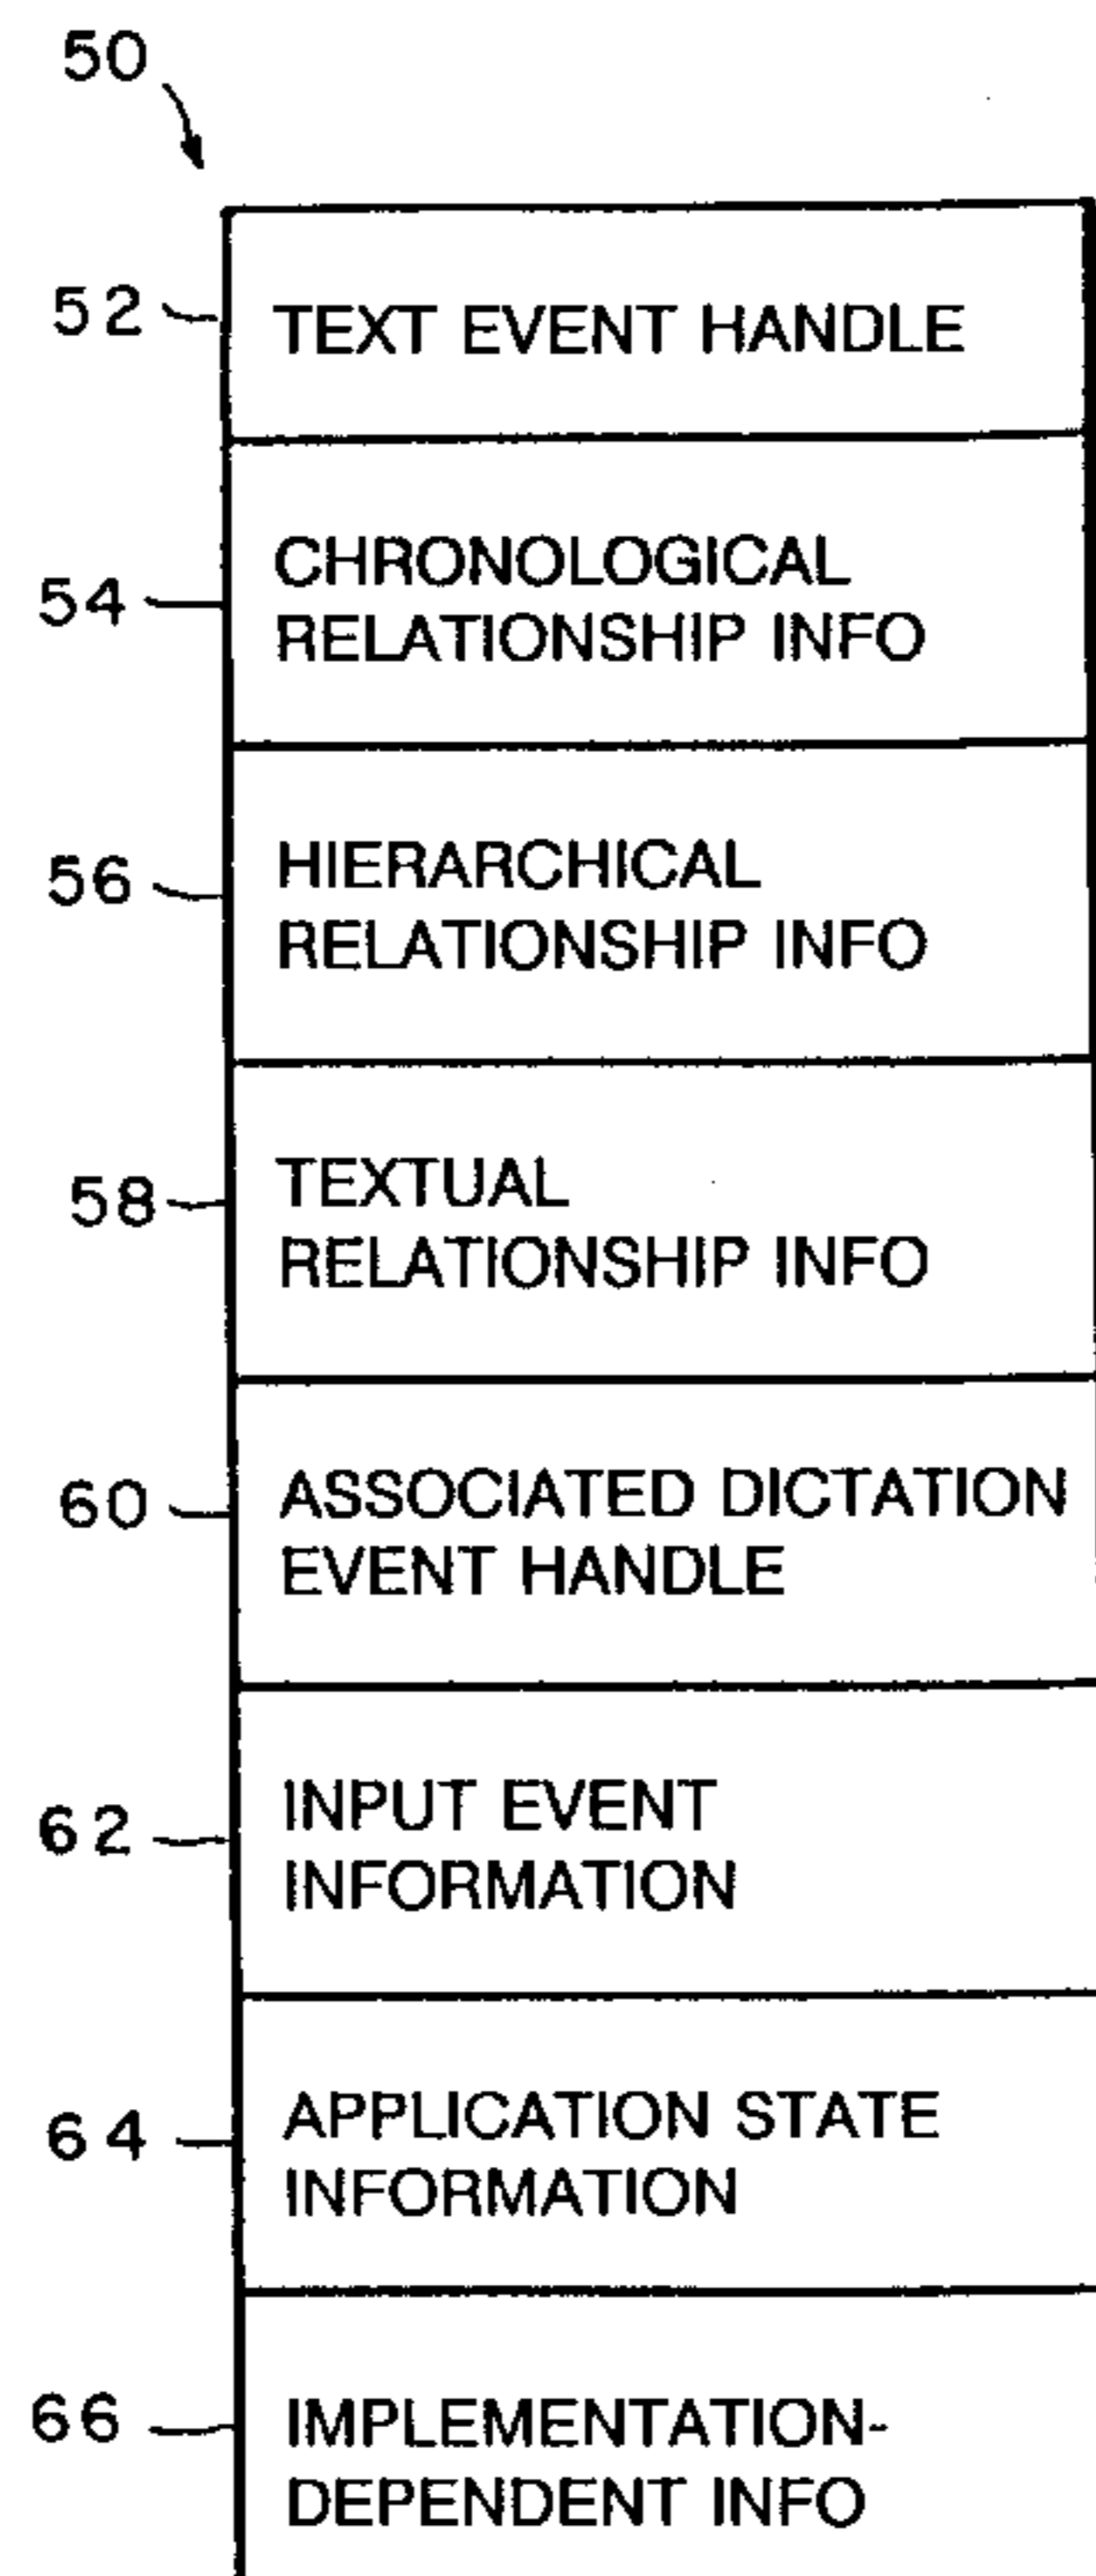 50
52 TEXT EVENT HANDLE
54 CHRONOLOGICAL
RELATIONSHIP INFO
56 HIERARCHICAL
RELATIONSHIP INFO
58 TEXTUAL
RELATIONSHIP INFO
60 ASSOCIATED DICTATION
EVENT HANDLE
62 INPUT EVENT
INFORMATION
64 APPLICATION STATE
INFORMATION
66 IMPLEMENTATION-
DEPENDENT INFO